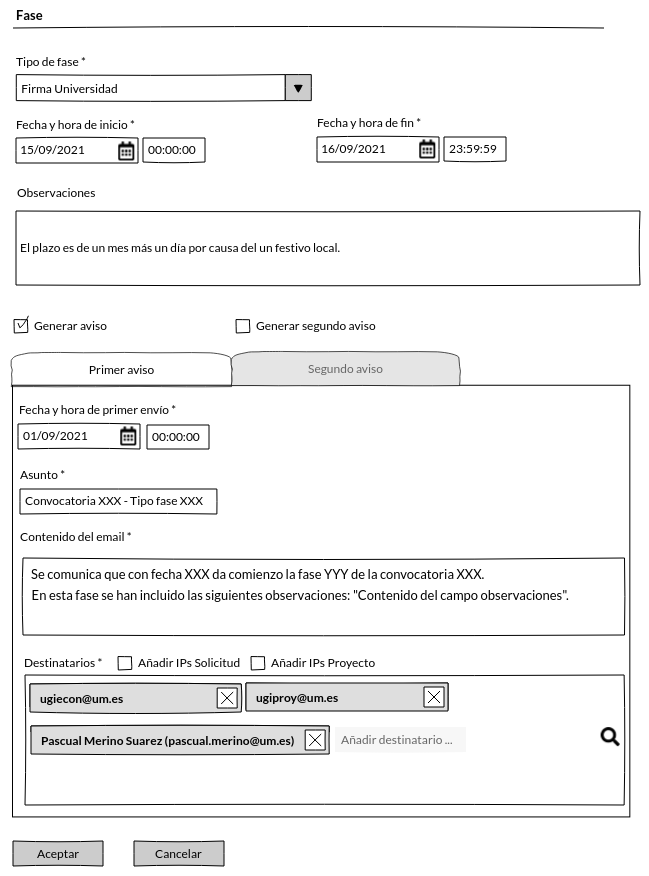 Fase
Tipo de fase *
Firma Universidad
Fecha y hora de inicio * Fecha y hora de fin *
15/09/2021 00:00:00 16/09/2021 23:59:59
Observaciones
El plazo es de un mes más un día por causa del un festivo local.
Generar aviso Generar segundo aviso
Primer aviso Segundo aviso
Fecha y hora de primer envío *
01/09/2021 00:00:00
Asunto *
Convocatoria XXX - Tipo fase XXX
Contenido del email *
Se comunica que con fecha XXX da comienzo la fase YYY de la convocatoria XXX.
En esta fase se han incluido las siguientes observaciones: "Contenido del campo observaciones".
Destinatarios * Añadir IPs Solicitud Añadir IPs Proyecto
ugiecon@um.es ugiproy@um.es
Pascual Merino Suarez (pascual.merino@um.es) Añadir destinatario ...
Aceptar Cancelar